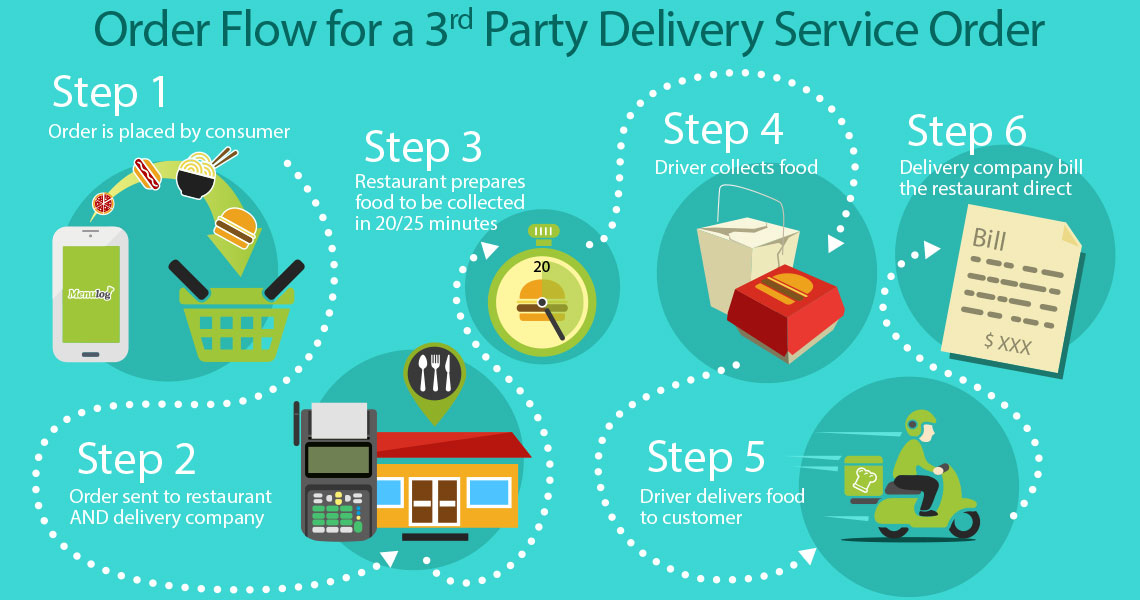 Order Flow for a 3rd Party Delivery Service Order
Step 1
Order is placed by consumer
Menulog
Step 2
Order sent to restaurant
AND delivery company
Step 3
Restaurant prepares
food to be collected
in 20/25 minutes
20
Step 4
Driver collects food
Step 5
Driver delivers food
to customer
Step 6
Delivery company bill
the restaurant direct
Bill
$ XXX